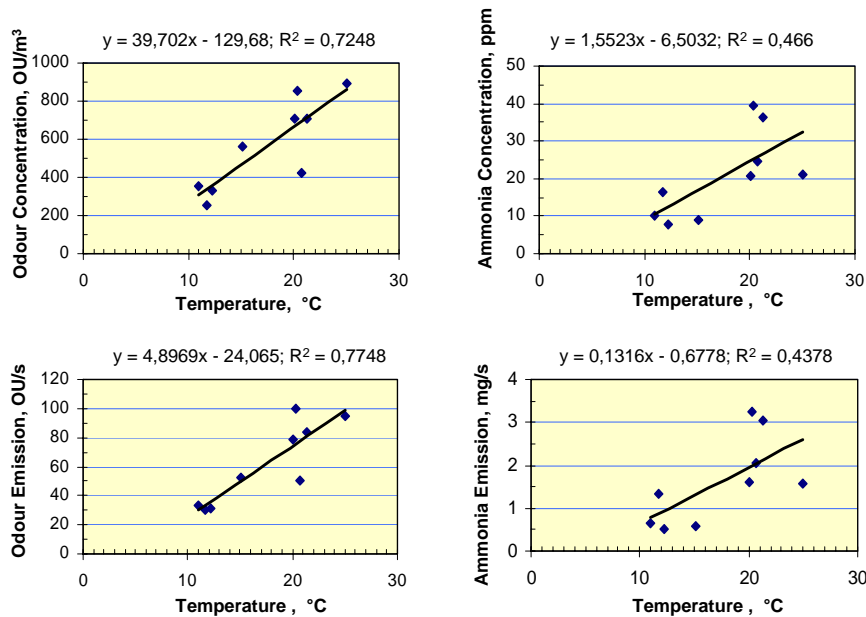 y = 39,702x - 129,68; R² = 0,7248
Odour Concentration, OU/m³
1000
800
600
400
200
0
0 10 20 30
Temperature, °C
y = 1,5523x - 6,5032; R² = 0,466
Ammonia Concentration, ppm
50
40
30
20
10
0
0 10 20 30
Temperature , °C
y = 4,8969x - 24,065; R² = 0,7748
Odour Emission, OU/s
120
100
80
60
40
20
0
0 10 20 30
Temperature , °C
y = 0,1316x - 0,6778; R² = 0,4378
Ammonia Emission, mg/s
4
3
2
1
0
0 10 20 30
Temperature , °C